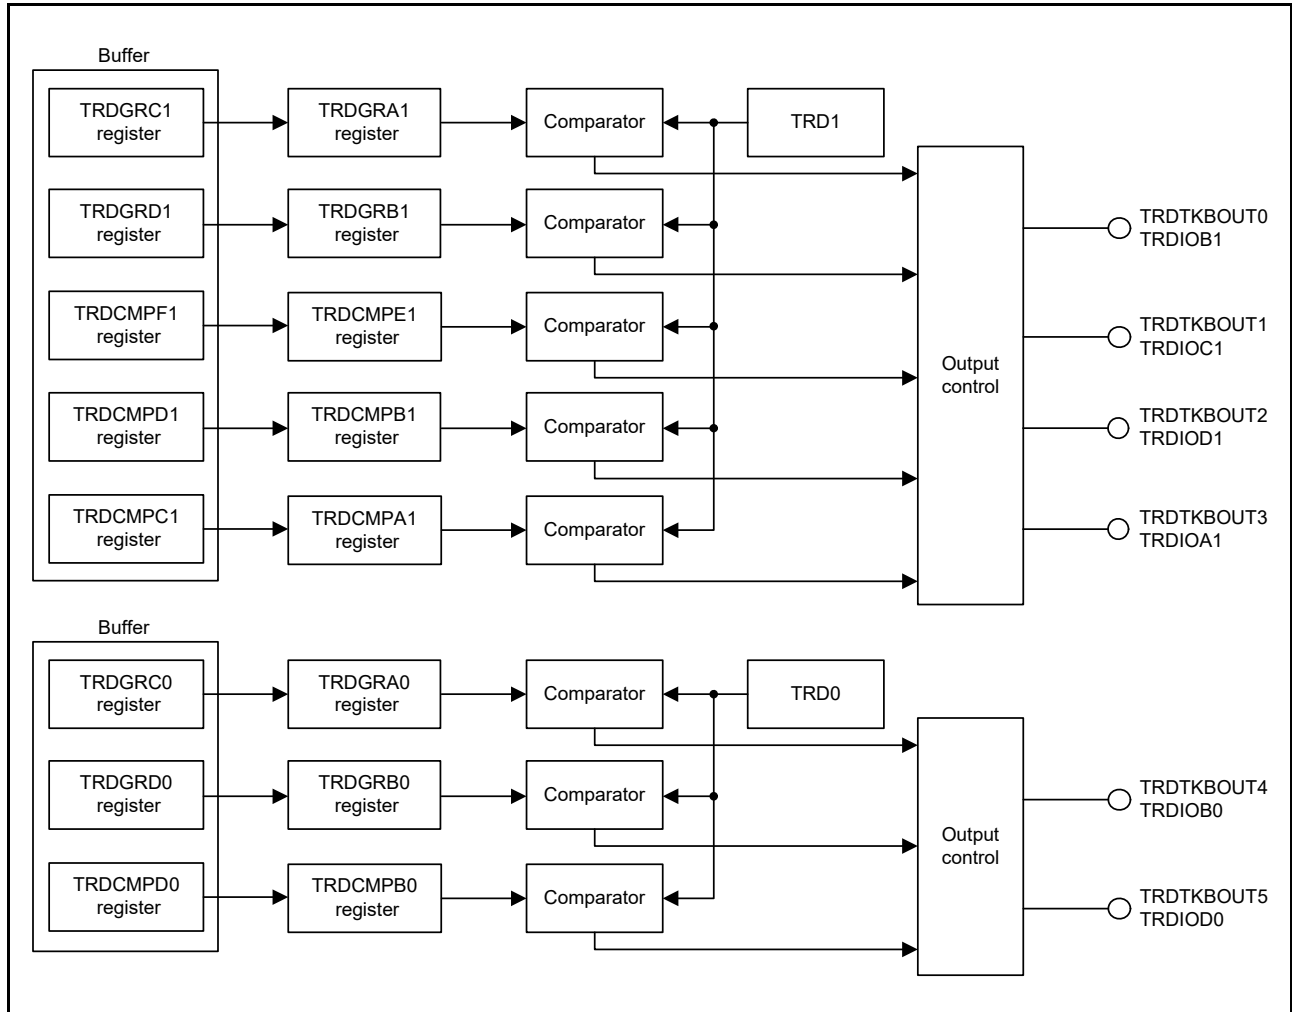 Buffer
TRDGRC1
register
TRDGRA1
register
Comparator
TRD1
TRDGRD1
register
TRDGRB1
register
Comparator
TRDTKBOUT0
TRDIOB1
TRDCMPF1
register
TRDCMPE1
register
Comparator
TRDTKBOUT1
TRDIOC1
Output
control
TRDCMPD1
register
TRDCMPB1
register
Comparator
TRDTKBOUT2
TRDIOD1
TRDCMPC1
register
TRDCMPA1
register
Comparator
TRDTKBOUT3
TRDIOA1
Buffer
TRDGRC0
register
TRDGRA0
register
Comparator
TRD0
TRDGRD0
register
TRDGRB0
register
Comparator
TRDTKBOUT4
TRDIOB0
Output
control
TRDCMPD0
register
TRDCMPB0
register
Comparator
TRDTKBOUT5
TRDIOD0